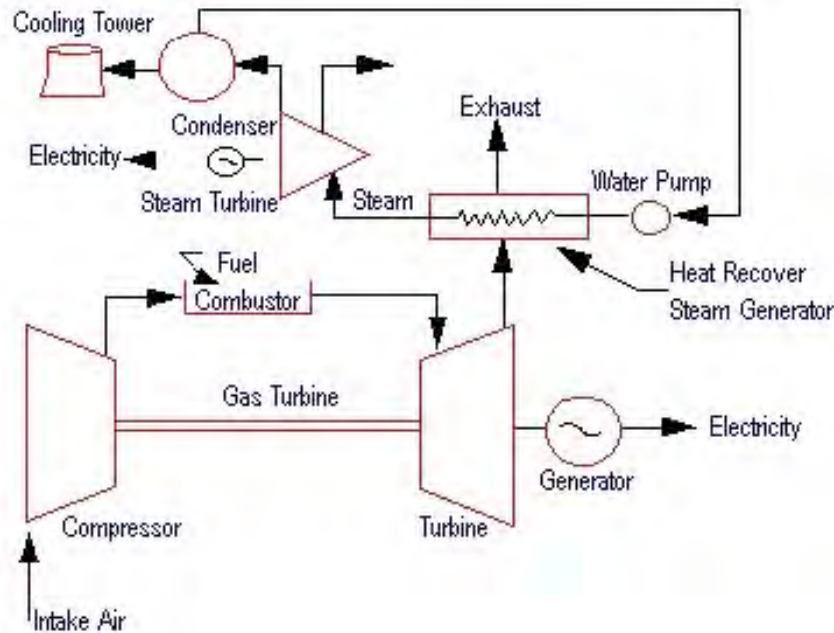 Cooling Tower
Condenser
Exhaust
Electricity
Water Pump
Steam Turbine
Steam
Fuel
Combustor
Heat Recover
Steam Generator
Gas Turbine
Electricity
Generator
Compressor
Turbine
Intake Air